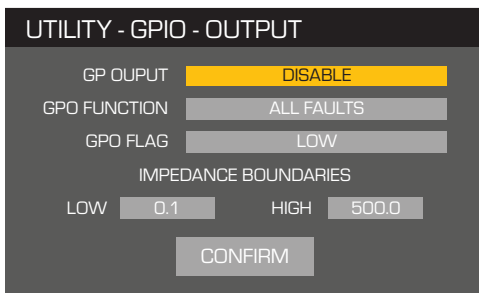 UTILITY - GPIO - OUTPUT
GP OUPUT DISABLE
GPO FUNCTION ALL FAULTS
GPO FLAG LOW
IMPEDANCE BOUNDARIES
LOW 0.1 HIGH 500.0
CONFIRM